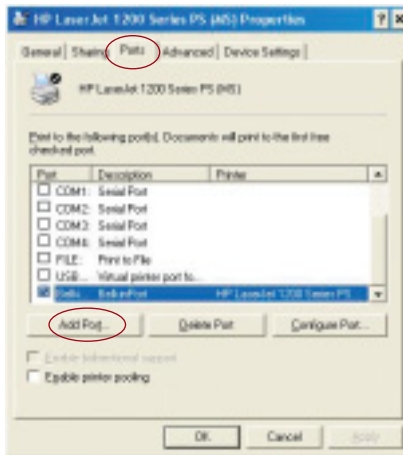 HP LaserJet 1200 Series PS (MS) Properties
General Sharing Ports Advanced Device Settings
HP LaserJet 1200 Series PS (MS)
Print to the following port(s). Documents will print to the first free
checked port.
Port Description Printer
COM1: Serial Port
COM2: Serial Port
COM3: Serial Port
COM4: Serial Port
FILE: Print to File
USB... Virtual printer port fo...
Belki... BelkinPort HP LaserJet 1200 Series PS
Add Port... Delete Port Configure Port...
Enable bidirectional support
Enable printer pooling
OK Cancel Apply